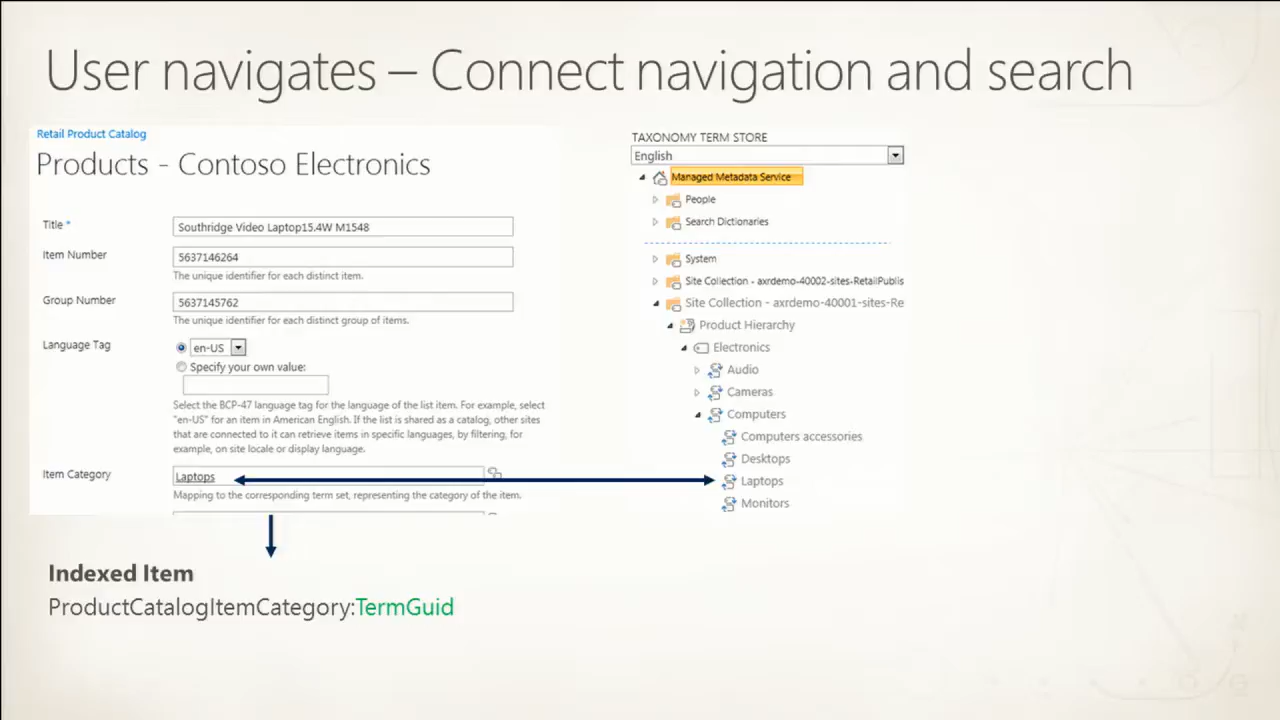 User navigates – Connect navigation and search
Retail Product Catalog
Products - Contoso Electronics
Title *
Southridge Video Laptop15.4W M1548
Item Number
5637146264
The unique identifier for each distinct item.
Group Number
5637145762
The unique identifier for each distinct group of items.
Language Tag
en-US
Specify your own value:
Select the BCP-47 language tag for the language of the list item. For example, select
"en-US" for an item in American English. If the list is shared as a catalog, other sites
that are connected to it can retrieve items in specific languages, by filtering, for
example, on site locale or display language.
Item Category
Laptops
Mapping to the corresponding term set, representing the category of the item.
TAXONOMY TERM STORE
English
Managed Metadata Service
People
Search Dictionaries
System
Site Collection - axrdemo-40002-sites-RetailPublis
Site Collection - axrdemo-40001-sites-Re
Product Hierarchy
Electronics
Audio
Cameras
Computers
Computers accessories
Desktops
Laptops
Monitors
Indexed Item
ProductCatalogItemCategory:TermGuid